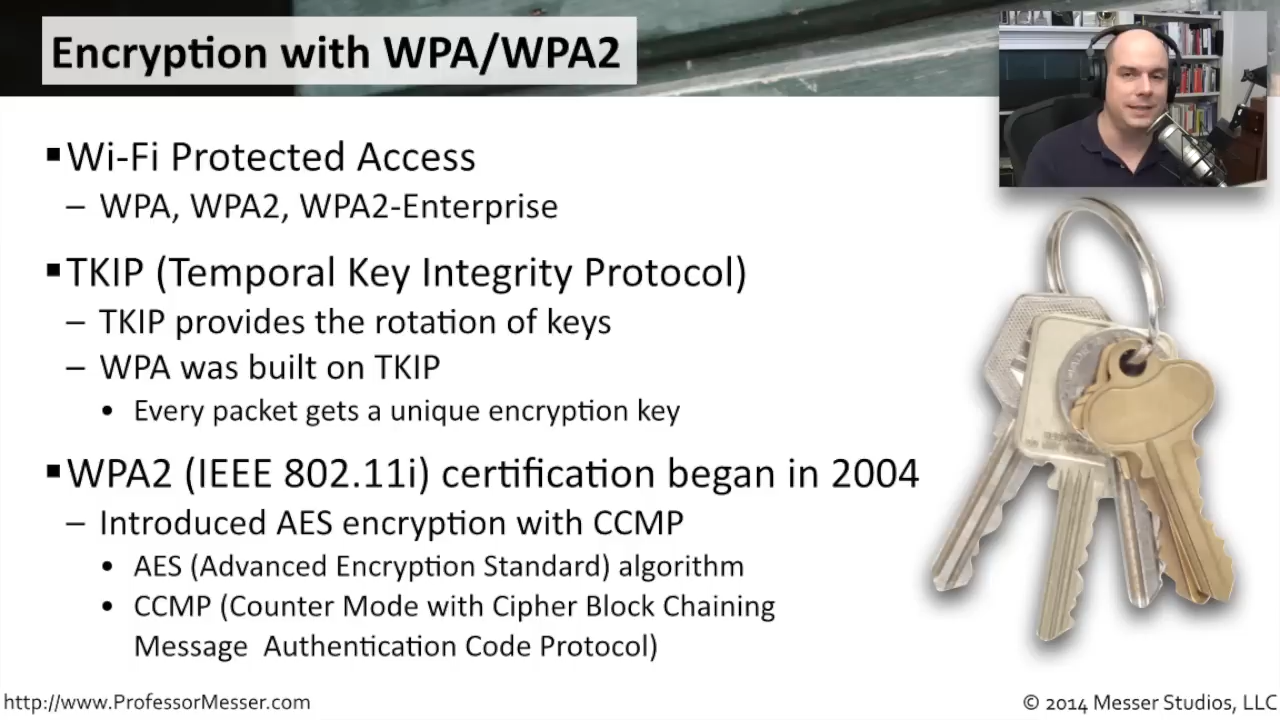 Encryption with WPA/WPA2
▪Wi-Fi Protected Access
– WPA, WPA2, WPA2-Enterprise
▪TKIP (Temporal Key Integrity Protocol)
– TKIP provides the rotation of keys
– WPA was built on TKIP
• Every packet gets a unique encryption key
▪WPA2 (IEEE 802.11i) certification began in 2004
– Introduced AES encryption with CCMP
• AES (Advanced Encryption Standard) algorithm
• CCMP (Counter Mode with Cipher Block Chaining
Message  Authentication Code Protocol)
http://www.ProfessorMesser.com
© 2014 Messer Studios, LLC